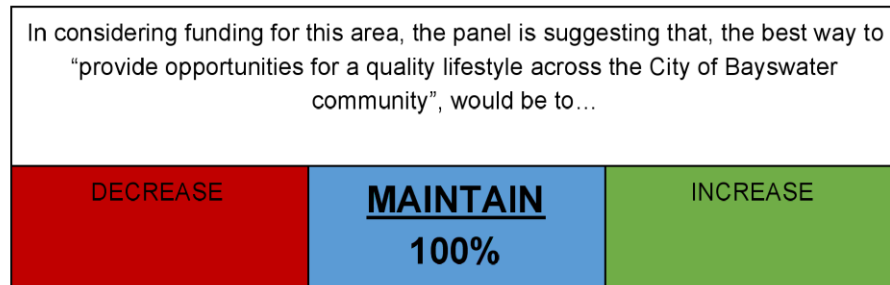 In considering funding for this area, the panel is suggesting that, the best way to
“provide opportunities for a quality lifestyle across the City of Bayswater
community”, would be to…
DECREASE
MAINTAIN
100%
INCREASE